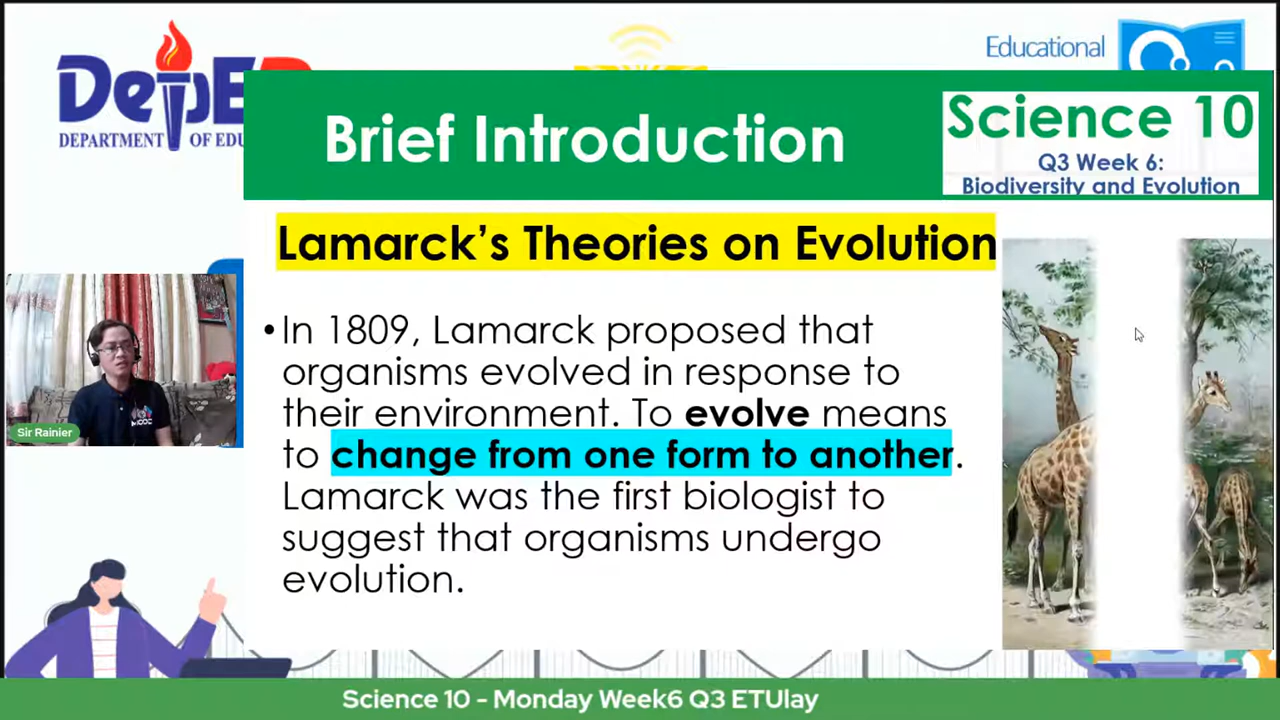 DepED
DEPARTMENT OF EDU
Educational
Brief Introduction
Science 10
Q3 Week 6:
Biodiversity and Evolution
Lamarck’s Theories on Evolution
•In 1809, Lamarck proposed that
organisms evolved in response to
their environment. To evolve means
to change from one form to another.
Lamarck was the first biologist to
suggest that organisms undergo
evolution.
Sir Rainier
Science 10 - Monday Week6 Q3 ETUlay